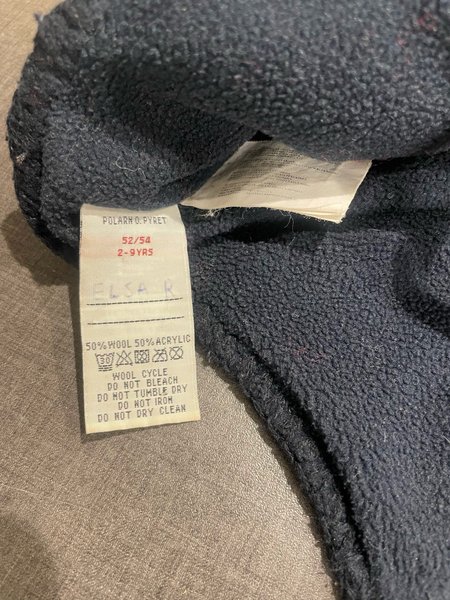 POLARN O. PYRET
52/54
2-9YRS
ELSA R
50% WOOL 50% ACRYLIC
30
WOOL CYCLE
DO NOT BLEACH
DO NOT TUMBLE DRY
DO NOT IRON
DO NOT DRY CLEAN